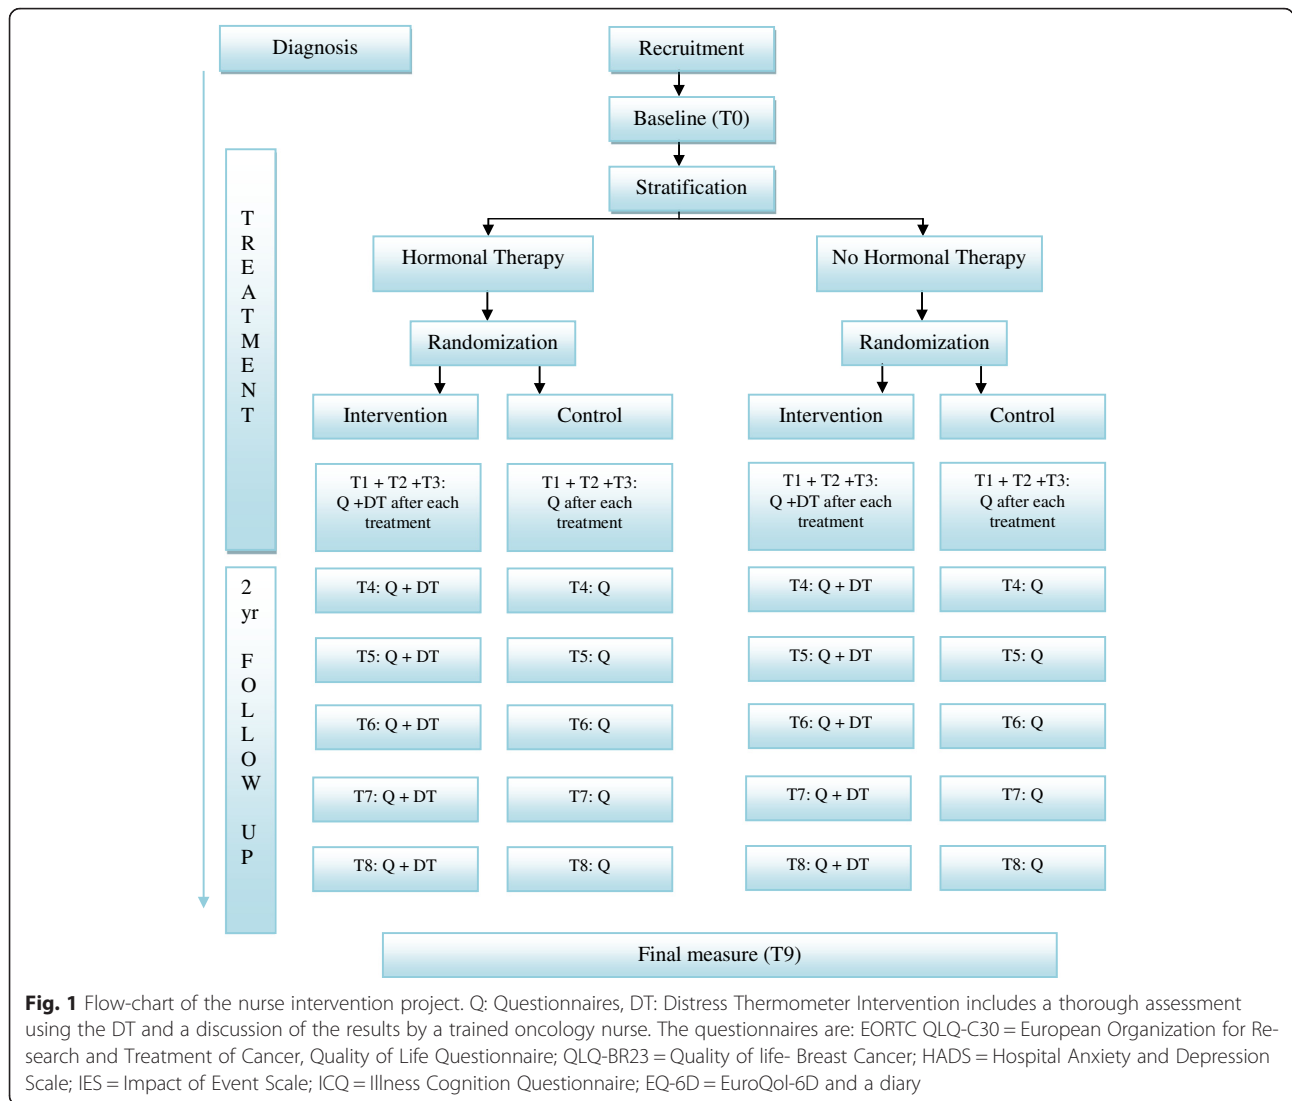 Diagnosis
Recruitment
Baseline (T0)
Stratification
Hormonal Therapy
No Hormonal Therapy
Randomization
Randomization
Intervention
Control
Intervention
Control
TREATMENT
T1 + T2 +T3:
Q +DT after each
treatment
T1 + T2 +T3:
Q after each
treatment
T1 + T2 +T3:
Q +DT after each
treatment
T1 + T2 +T3:
Q after each
treatment
2
yr
FOLLOW
UP
T4: Q + DT
T4: Q
T4: Q + DT
T4: Q
T5: Q + DT
T5: Q
T5: Q + DT
T5: Q
T6: Q + DT
T6: Q
T6: Q + DT
T6: Q
T7: Q + DT
T7: Q
T7: Q + DT
T7: Q
T8: Q + DT
T8: Q
T8: Q + DT
T8: Q
Final measure (T9)
Fig. 1 Flow-chart of the nurse intervention project. Q: Questionnaires, DT: Distress Thermometer Intervention includes a thorough assessment
using the DT and a discussion of the results by a trained oncology nurse. The questionnaires are: EORTC QLQ-C30 = European Organization for Re-
search and Treatment of Cancer, Quality of Life Questionnaire; QLQ-BR23 = Quality of life- Breast Cancer; HADS = Hospital Anxiety and Depression
Scale; IES = Impact of Event Scale; ICQ = Illness Cognition Questionnaire; EQ-6D = EuroQol-6D and a diary